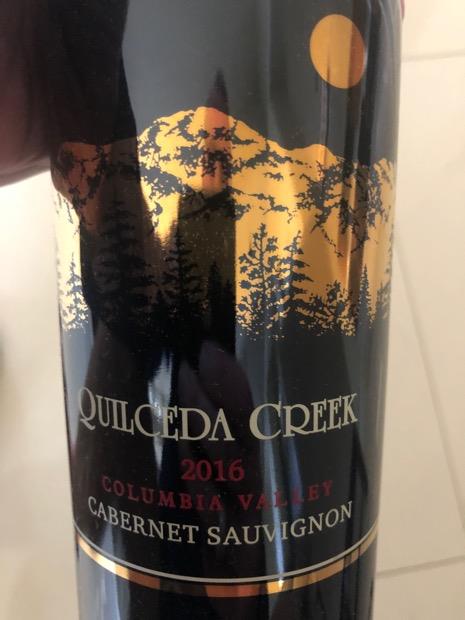 QUILCEDA CREEK
2016
COLUMBIA VALLEY
CABERNET SAUVIGNON